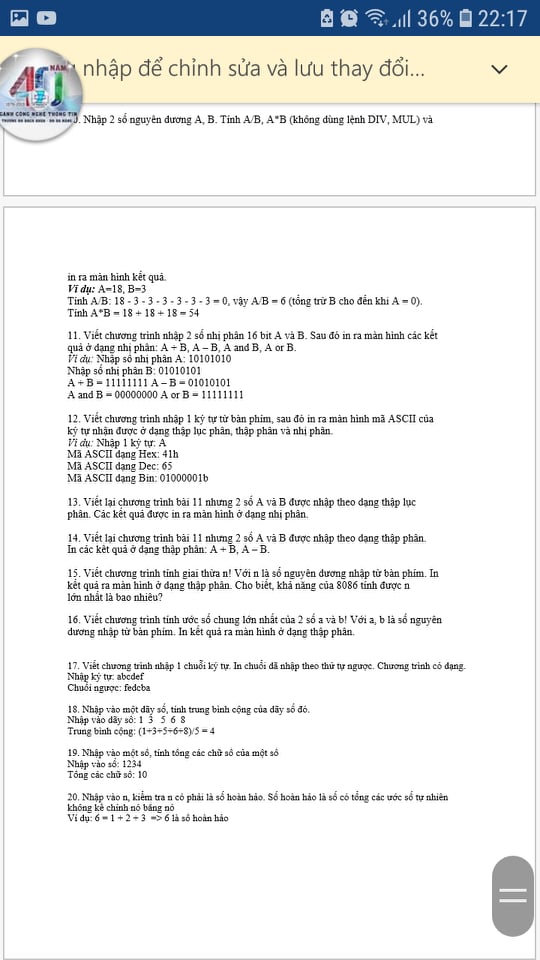 36% 22:17
nhập để chỉnh sửa và lưu thay đổi...
40 NĂM
NGÀNH CÔNG NGHỆ THÔNG TIN
. Nhập 2 số nguyên dương A, B. Tính A/B, A*B (không dùng lệnh DIV, MUL) và
in ra màn hình kết quả.
Ví dụ: A=18, B=3
Tính A/B: 18 - 3 - 3 - 3 - 3 - 3 - 3 = 0, vậy A/B = 6 (tổng trừ B cho đến khi A = 0).
Tính A*B = 18 + 18 + 18 = 54
11. Viết chương trình nhập 2 số nhị phân 16 bit A và B. Sau đó in ra màn hình các kết
quả ở dạng nhị phân: A + B, A – B, A and B, A or B.
Ví dụ: Nhập số nhị phân A: 10101010
Nhập số nhị phân B: 01010101
A + B = 11111111 A – B = 01010101
A and B = 00000000 A or B = 11111111
12. Viết chương trình nhập 1 ký tự từ bàn phím, sau đó in ra màn hình mã ASCII của
ký tự nhận được ở dạng thập lục phân, thập phân và nhị phân.
Ví dụ: Nhập 1 ký tự: A
Mã ASCII dạng Hex: 41h
Mã ASCII dạng Dec: 65
Mã ASCII dạng Bin: 01000001b
13. Viết lại chương trình bài 11 nhưng 2 số A và B được nhập theo dạng thập lục
phân. Các kết quả được in ra màn hình ở dạng nhị phân.
14. Viết lại chương trình bài 11 nhưng 2 số A và B được nhập theo dạng thập phân.
In các kết quả ở dạng thập phân: A + B, A – B.
15. Viết chương trình tính giai thừa n! Với n là số nguyên dương nhập từ bàn phím. In
kết quả ra màn hình ở dạng thập phân. Cho biết, khả năng của 8086 tính được n
lớn nhất là bao nhiêu?
16. Viết chương trình tính ước số chung lớn nhất của 2 số a và b! Với a, b là số nguyên
dương nhập từ bàn phím. In kết quả ra màn hình ở dạng thập phân.
17. Viết chương trình nhập 1 chuỗi ký tự. In chuỗi đã nhập theo thứ tự ngược. Chương trình có dạng.
Nhập ký tự: abcdef
Chuỗi ngược: fedcba
18. Nhập vào một dãy số, tính trung bình cộng của dãy số đó.
Nhập vào dãy số: 1 3 5 6 8
Trung bình cộng: (1+3+5+6+8)/5 = 4
19. Nhập vào một số, tính tổng các chữ số của một số
Nhập vào số: 1234
Tổng các chữ số: 10
20. Nhập vào n, kiểm tra n có phải là số hoàn hảo. Số hoàn hảo là số có tổng các ước số tự nhiên
không kể chính nó bằng nó
Ví dụ: 6 = 1 + 2 + 3 => 6 là số hoàn hảo